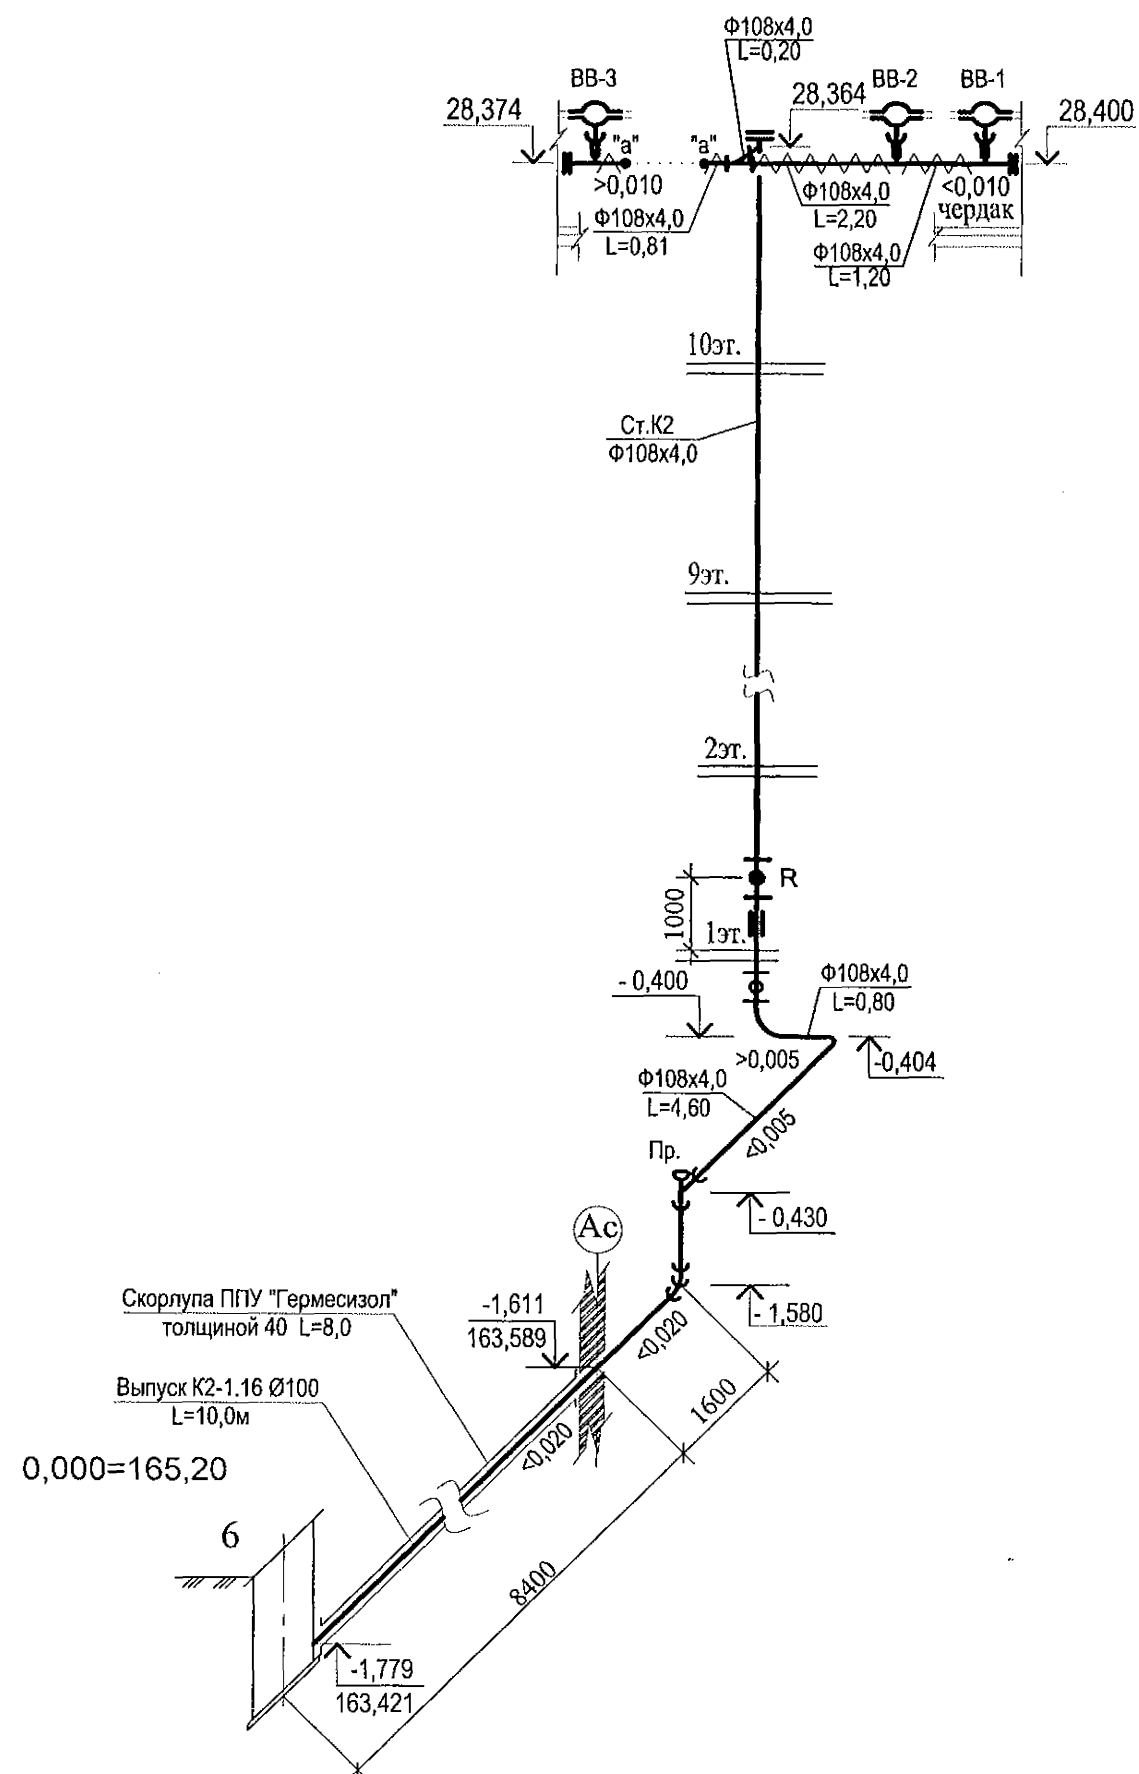 Ф108х4,0
L=0,20
ВВ-3
ВВ-2
ВВ-1
28,374
28,364
28,400
"а"
"а"
>0,010
Ф108х4,0
<0,010
чердак
Ф108х4,0
L=2,20
L=0,81
Ф108х4,0
L=1,20
10эт.
Ст.К2
Ф108х4,0
9эт.
2эт.
R
1000
1эт.
- 0,400
Ф108х4,0
L=0,80
>0,005
-0,404
Ф108х4,0
L=4,60
<0,005
Пр.
- 0,430
Ас
Скорлупа ППУ "Гермесизол"
толщиной 40 L=8,0
-1,611
163,589
- 1,580
<0,020
Выпуск К2-1.16 Ø100
L=10,0м
1600
<0,020
0,000=165,20
6
8400
-1,779
163,421